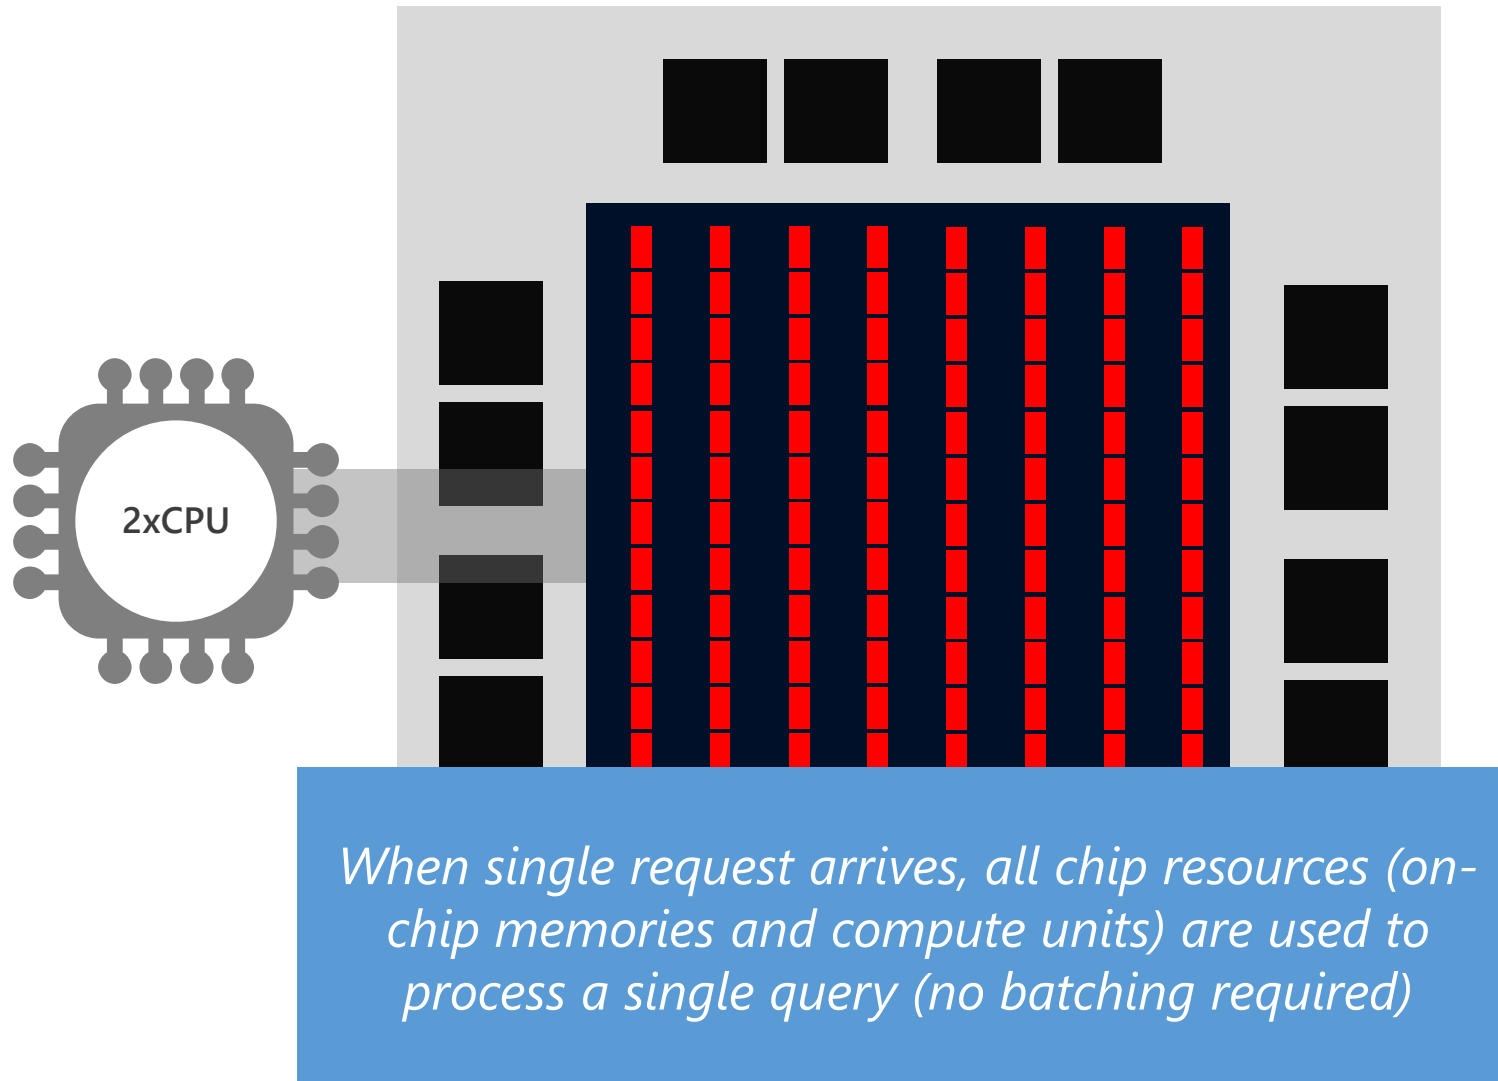 2xCPU
When single request arrives, all chip resources (on-
chip memories and compute units) are used to
process a single query (no batching required)